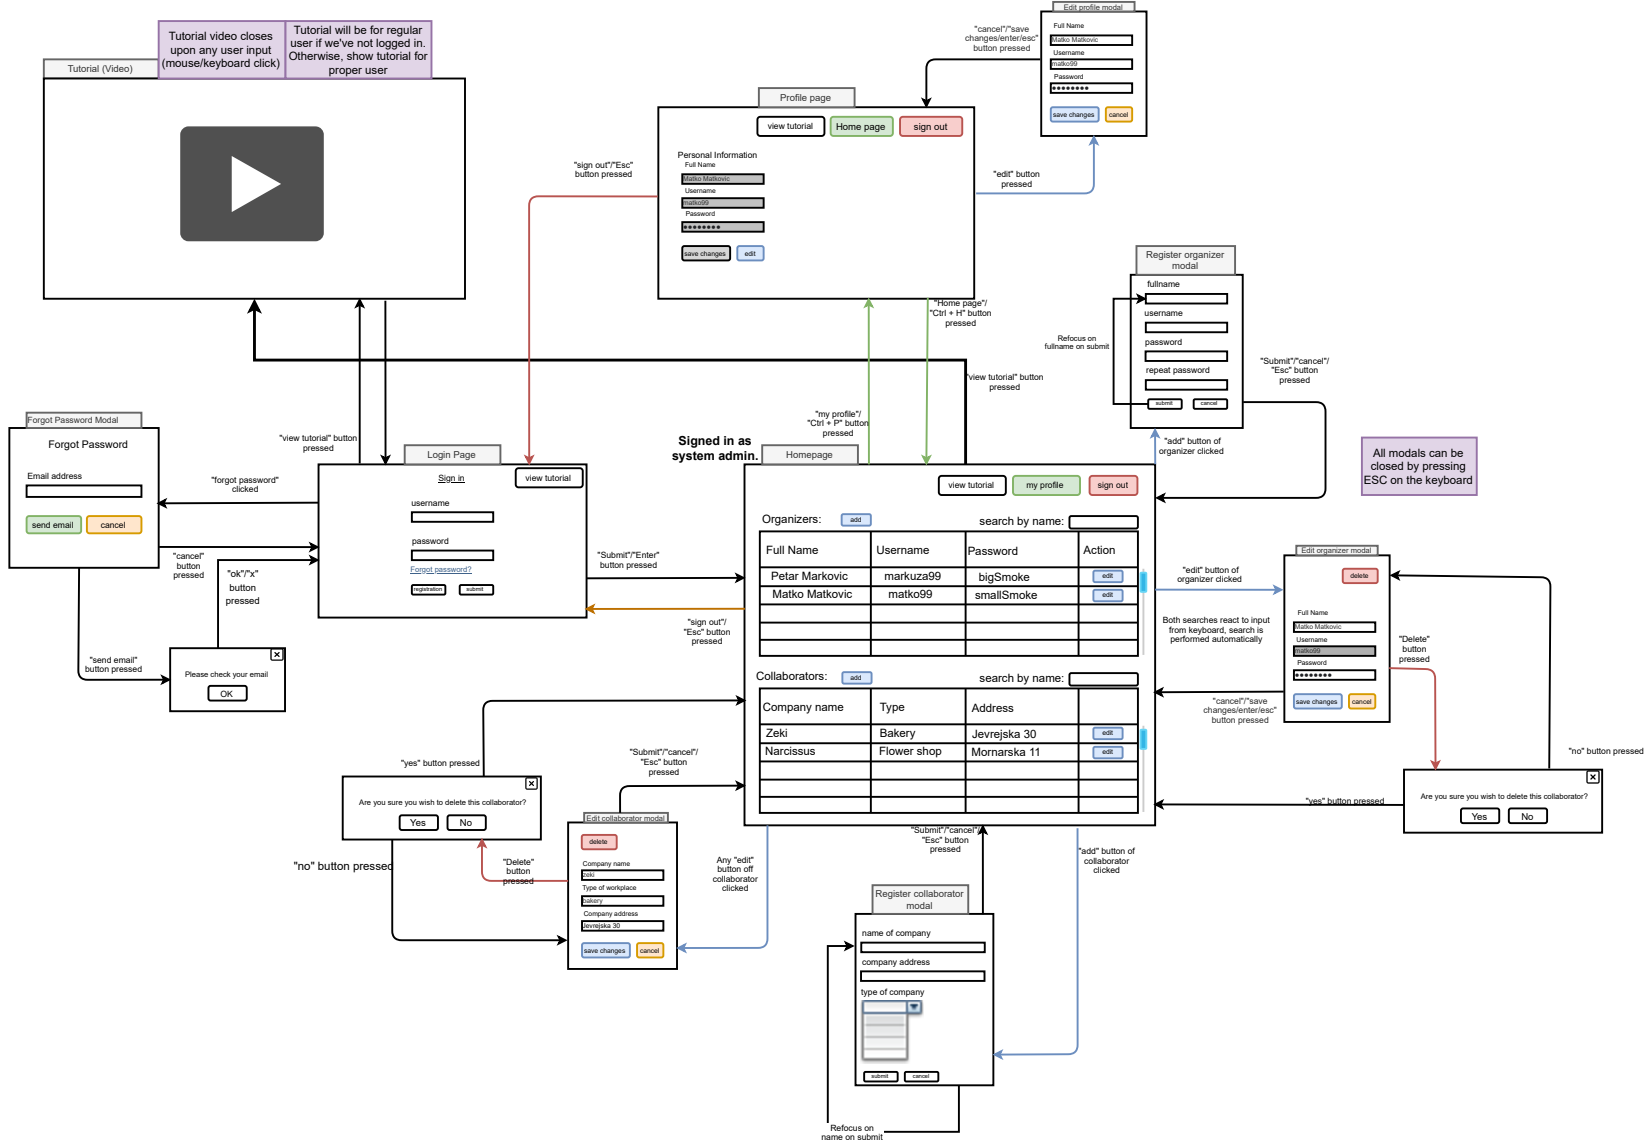 Tutorial video closes
upon any user input
(mouse/keyboard click)
Tutorial will be for regular
user if we've not logged in.
Otherwise, show tutorial for
proper user
Tutorial (Video)
Profile page
view tutorial
Home page
sign out
Personal Information
Full Name
Matko Matkovic
Username
matko99
Password
save changes
edit
"sign out"/"Esc"
button pressed
"cancel"/"save
changes/enter/esc"
button pressed
Edit profile modal
Full Name
Matko Matkovic
Username
matko99
Password
save changes
cancel
"edit" button
pressed
"Home page"/
"Ctrl + H" button
pressed
"view tutorial" button
pressed
"my profile"/
"Ctrl + P" button
pressed
Register organizer
modal
fullname
username
password
repeat password
submit
cancel
Refocus on
fullname on submit
"Submit"/"cancel"/
"Esc" button
pressed
"add" button of
organizer clicked
All modals can be
closed by pressing
ESC on the keyboard
Forgot Password Modal
Forgot Password
Email address
send email
cancel
"forgot password"
clicked
"cancel"
button
pressed
"ok"/"x"
button
pressed
"send email"
button pressed
Please check your email
OK
"view tutorial" button
pressed
Login Page
Sign in
view tutorial
username
password
Forgot password?
registration
submit
"Submit"/"Enter"
button pressed
"sign out"/
"Esc" button
pressed
Signed in as
system admin.
Homepage
view tutorial
my profile
sign out
Organizers:
add
search by name:
Full Name
Username
Password
Action
Petar Markovic
markuza99
bigSmoke
edit
Matko Matkovic
matko99
smallSmoke
edit
Collaborators:
add
search by name:
Company name
Type
Address
Zeki
Bakery
Jevrejska 30
edit
Narcissus
Flower shop
Mornarska 11
edit
"edit" button of
organizer clicked
Both searches react to input
from keyboard, search is
performed automatically
"cancel"/"save
changes/enter/esc"
button pressed
Edit organizer modal
delete
Full Name
Matko Matkovic
Username
matko99
Password
save changes
cancel
"Delete"
button
pressed
"no" button pressed
"yes" button pressed
Are you sure you wish to delete this collaborator?
Yes
No
"yes" button pressed
Are you sure you wish to delete this collaborator?
Yes
No
"no" button pressed
"Submit"/"cancel"/
"Esc" button
pressed
Edit collaborator modal
delete
Company name
zeki
Type of workplace
bakery
Company address
Jevrejska 30
save changes
cancel
"Delete"
button
pressed
Any "edit"
button off
collaborator
clicked
"Submit"/"cancel"/
"Esc" button
pressed
"add" button of
collaborator
clicked
Register collaborator
modal
name of company
company address
type of company
submit
cancel
Refocus on
name on submit